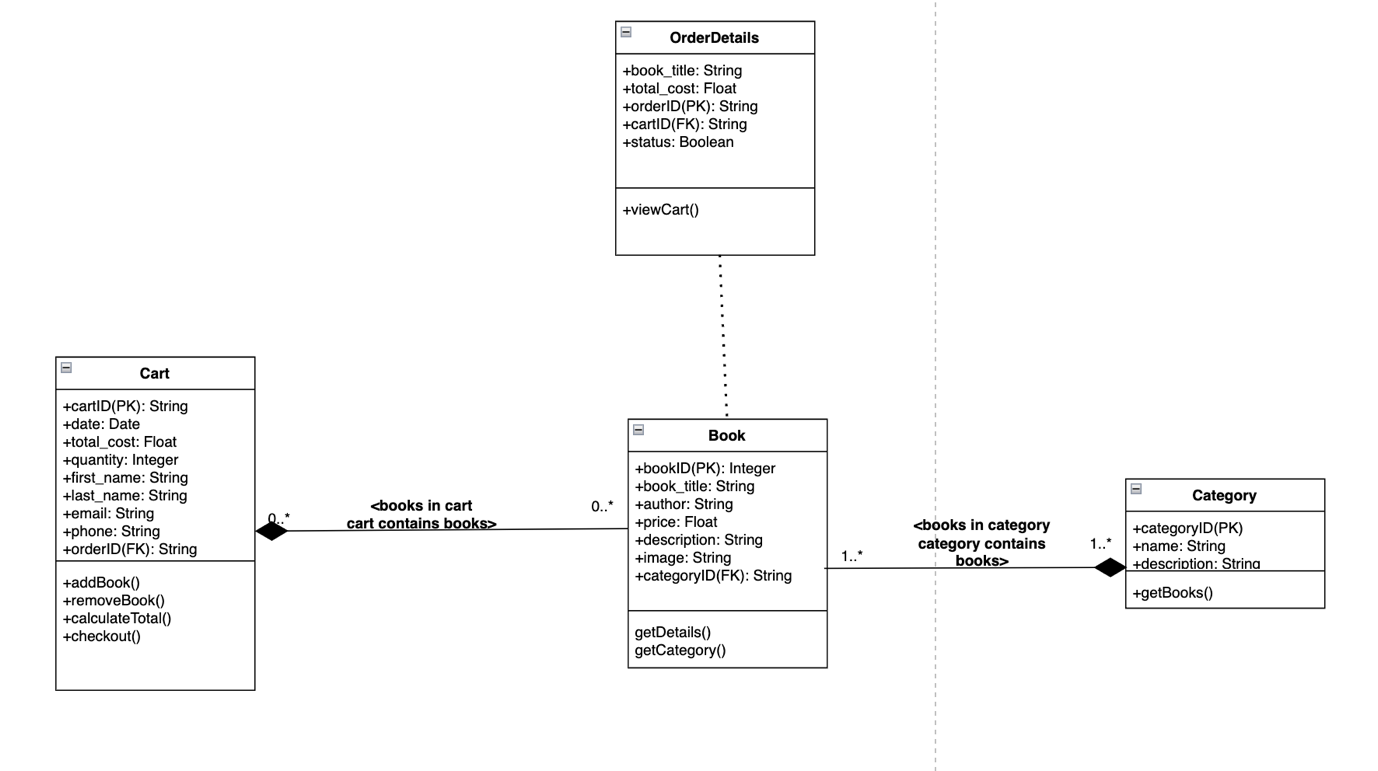 OrderDetails
+book_title: String
+total_cost: Float
+orderID(PK): String
+cartID(FK): String
+status: Boolean
+viewCart()
Cart
+cartID(PK): String
+date: Date
+total_cost: Float
+quantity: Integer
+first_name: String
+last_name: String
+email: String
+phone: String
+orderID(FK): String
+addBook()
+removeBook()
+calculateTotal()
+checkout()
0..*
<books in cart
cart contains books>
0..*
Book
+bookID(PK): Integer
+book_title: String
+author: String
+price: Float
+description: String
+image: String
+categoryID(FK): String
getDetails()
getCategory()
1..*
<books in category
category contains
books>
1..*
Category
+categoryID(PK)
+name: String
+description: String
+getBooks()